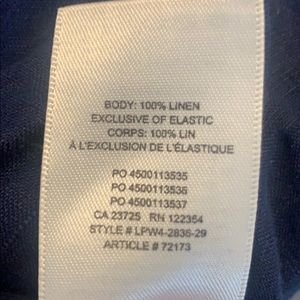 BODY: 100% LINEN
EXCLUSIVE OF ELASTIC
CORPS: 100% LIN
À L'EXCLUSION DE L'ÉLASTIQUE
PO 4500113535
PO 4500113536
PO 4500113537
CA 23725 RN 122354
STYLE # LPW4-2836-29
ARTICLE # 72173